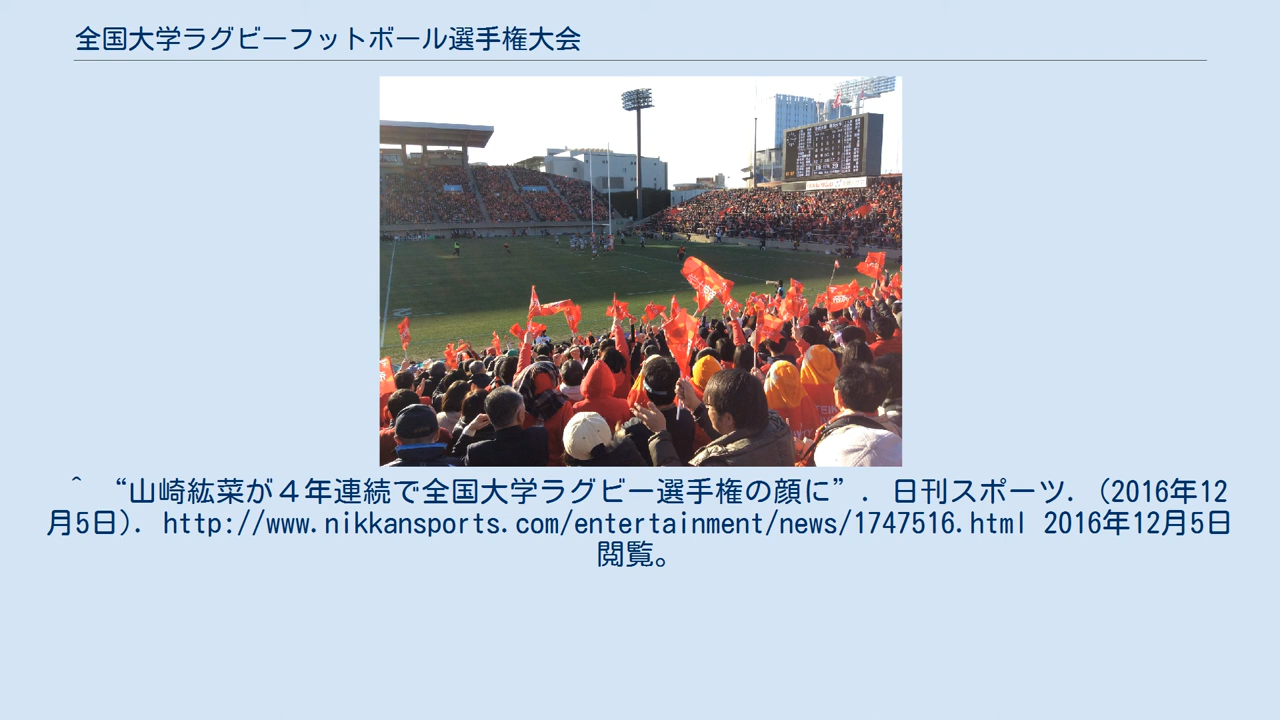 全国大学ラグビーフットボール選手権大会
^ “山崎紘菜が４年連続で全国大学ラグビー選手権の顔に”. 日刊スポーツ. (2016年12
月5日). http://www.nikkansports.com/entertainment/news/1747516.html 2016年12月5日
閲覧。